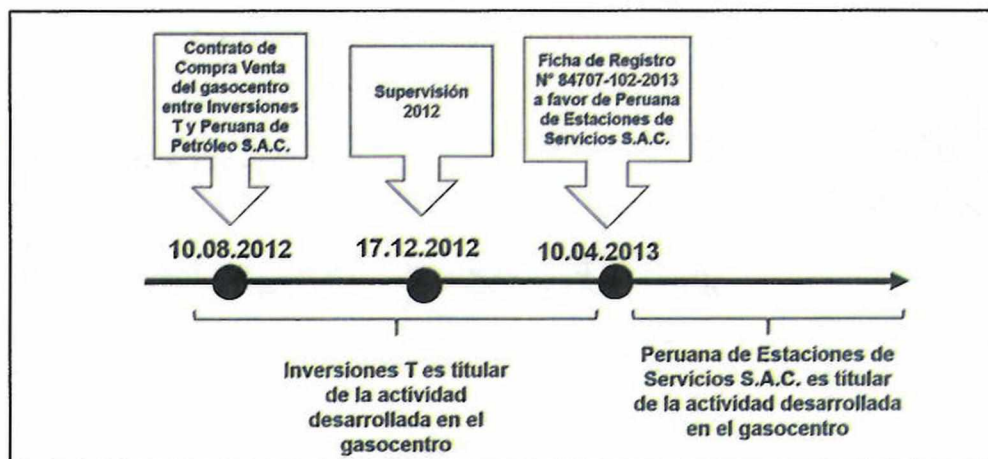 Contrato de
Compra Venta
del gasocentro
entre Inversiones
T y Peruana de
Petróleo S.A.C.
Supervisión
2012
Ficha de Registro
N° 84707-102-2013
a favor de Peruana
de Estaciones de
Servicios S.A.C.
10.08.2012
17.12.2012
10.04.2013
Inversiones T es titular
de la actividad
desarrollada en el
gasocentro
Peruana de Estaciones de
Servicios S.A.C. es titular
de la actividad desarrollada
en el gasocentro